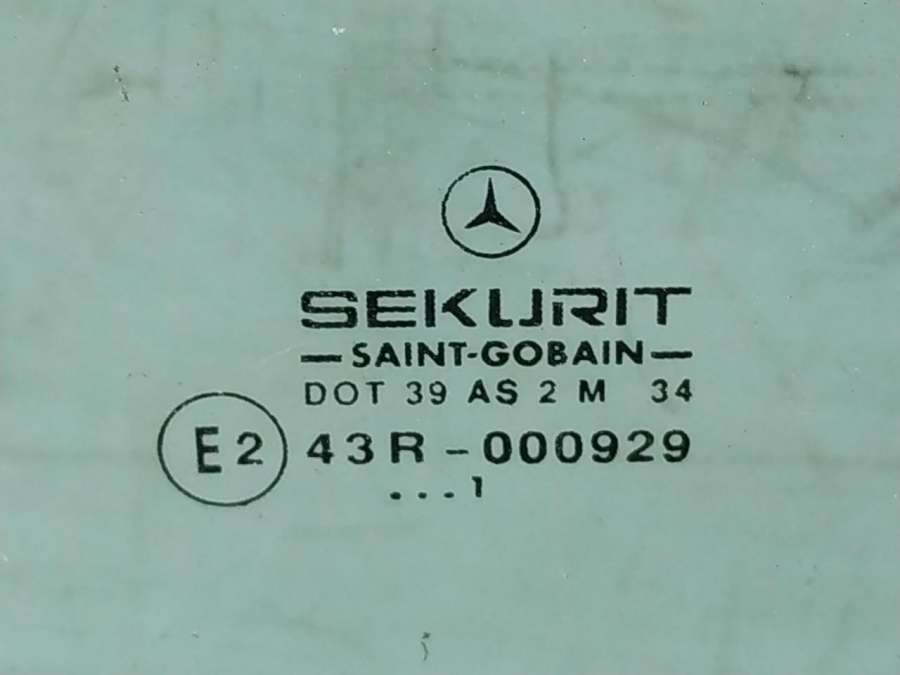 SEKURIT
— SAINT-GOBAIN —
DOT 39 AS 2 M 34
E2 43R - 000929
...1